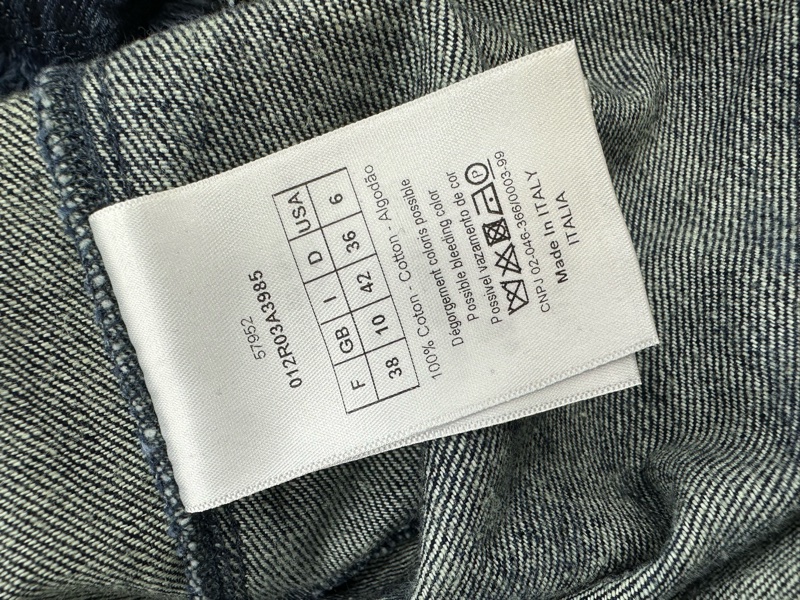 57952
012R03A3985
F GB I D USA
38 10 42 36 6
100% Coton - Cotton - Algodão
Dégorgement coloris possible
Possible bleeding color
Possivel vazamento de cor
P
CNPJ 02-046-366/0003-99
Made in ITALY
ITALIA